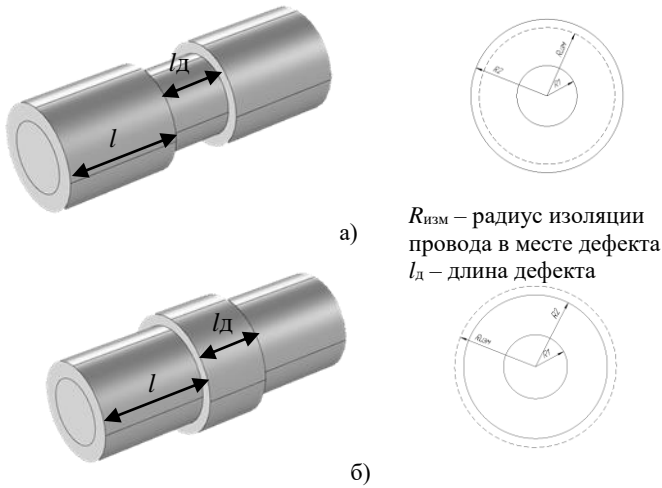 lд
l
R2
Rизм
R1
а)
Rизм – радиус изоляции
провода в месте дефекта
lд – длина дефекта
lд
l
Rизм
R2
R1
б)